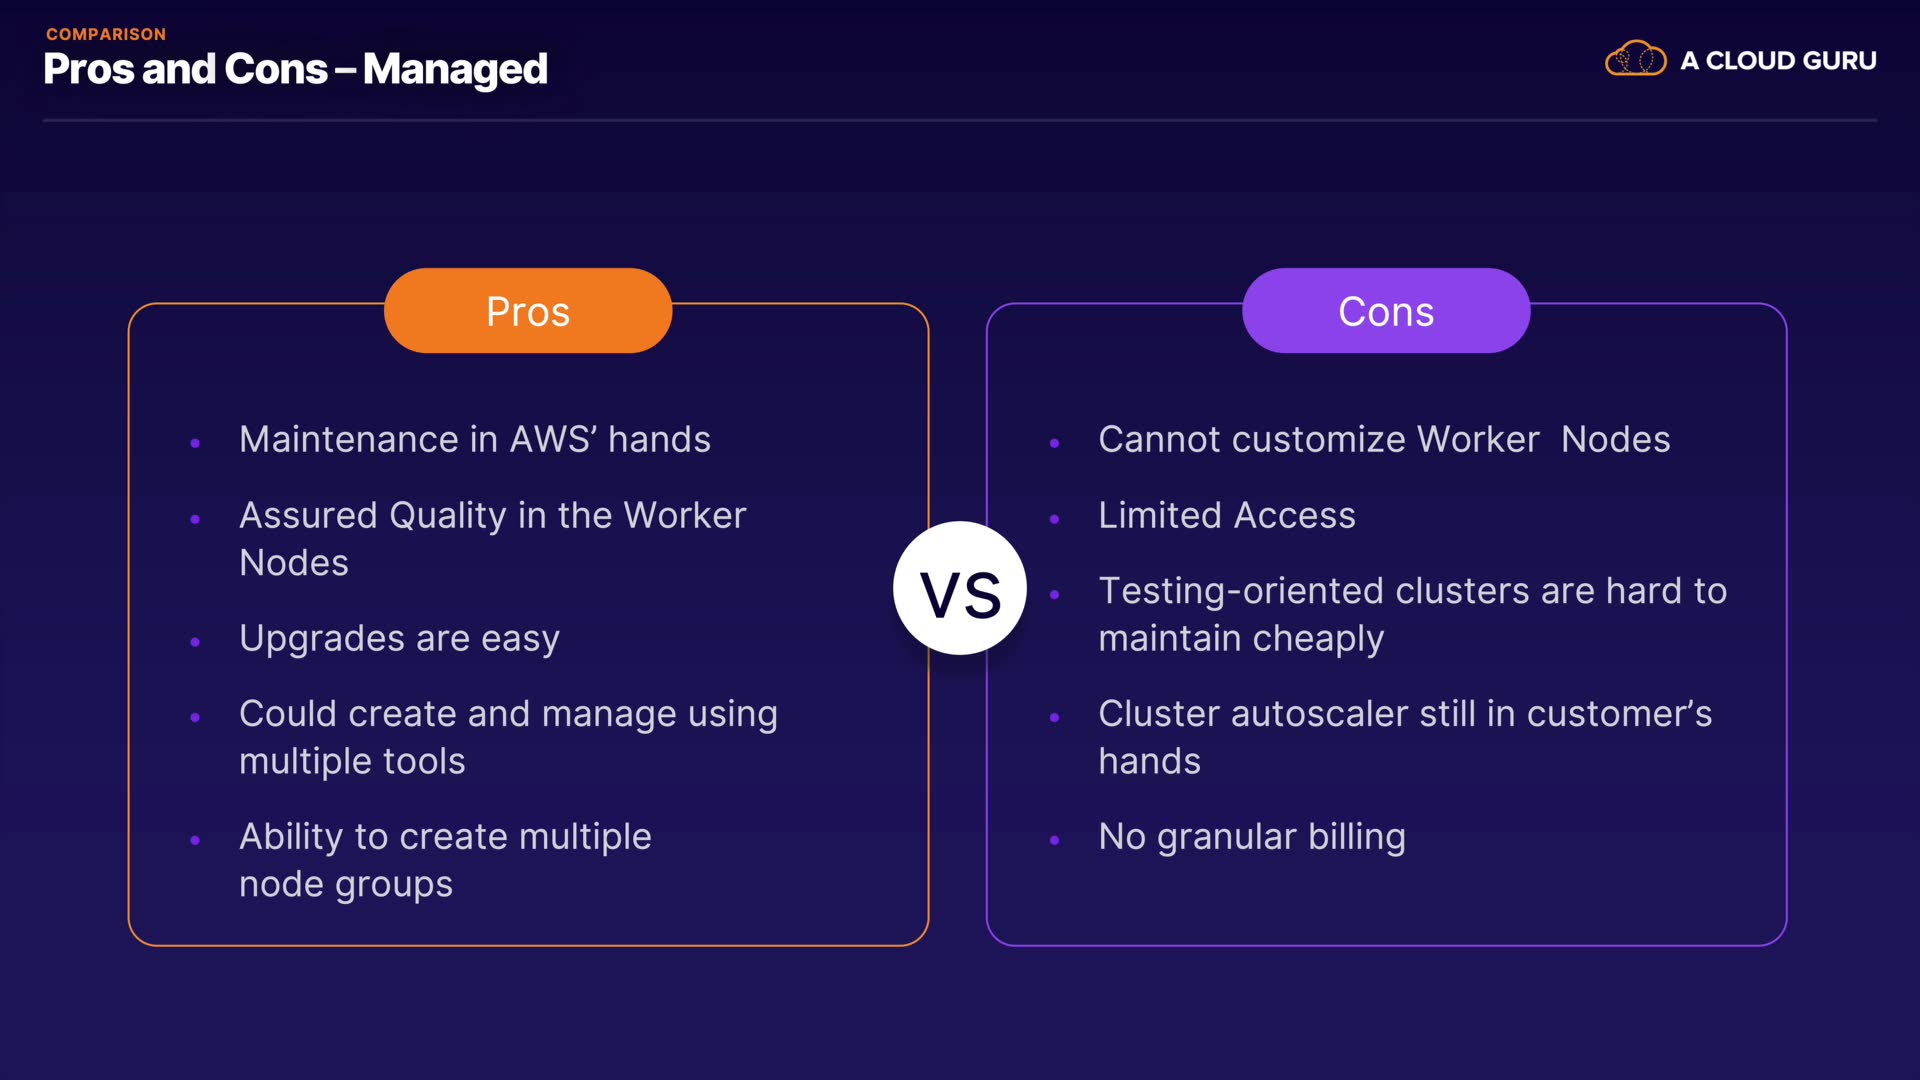 COMPARISON
Pros and Cons – Managed
A CLOUD GURU
Pros
Maintenance in AWS’ hands
Assured Quality in the Worker
Nodes
Upgrades are easy
Could create and manage using
multiple tools
Ability to create multiple
node groups
VS
Cons
Cannot customize Worker  Nodes
Limited Access
Testing-oriented clusters are hard to
maintain cheaply
Cluster autoscaler still in customer’s
hands
No granular billing